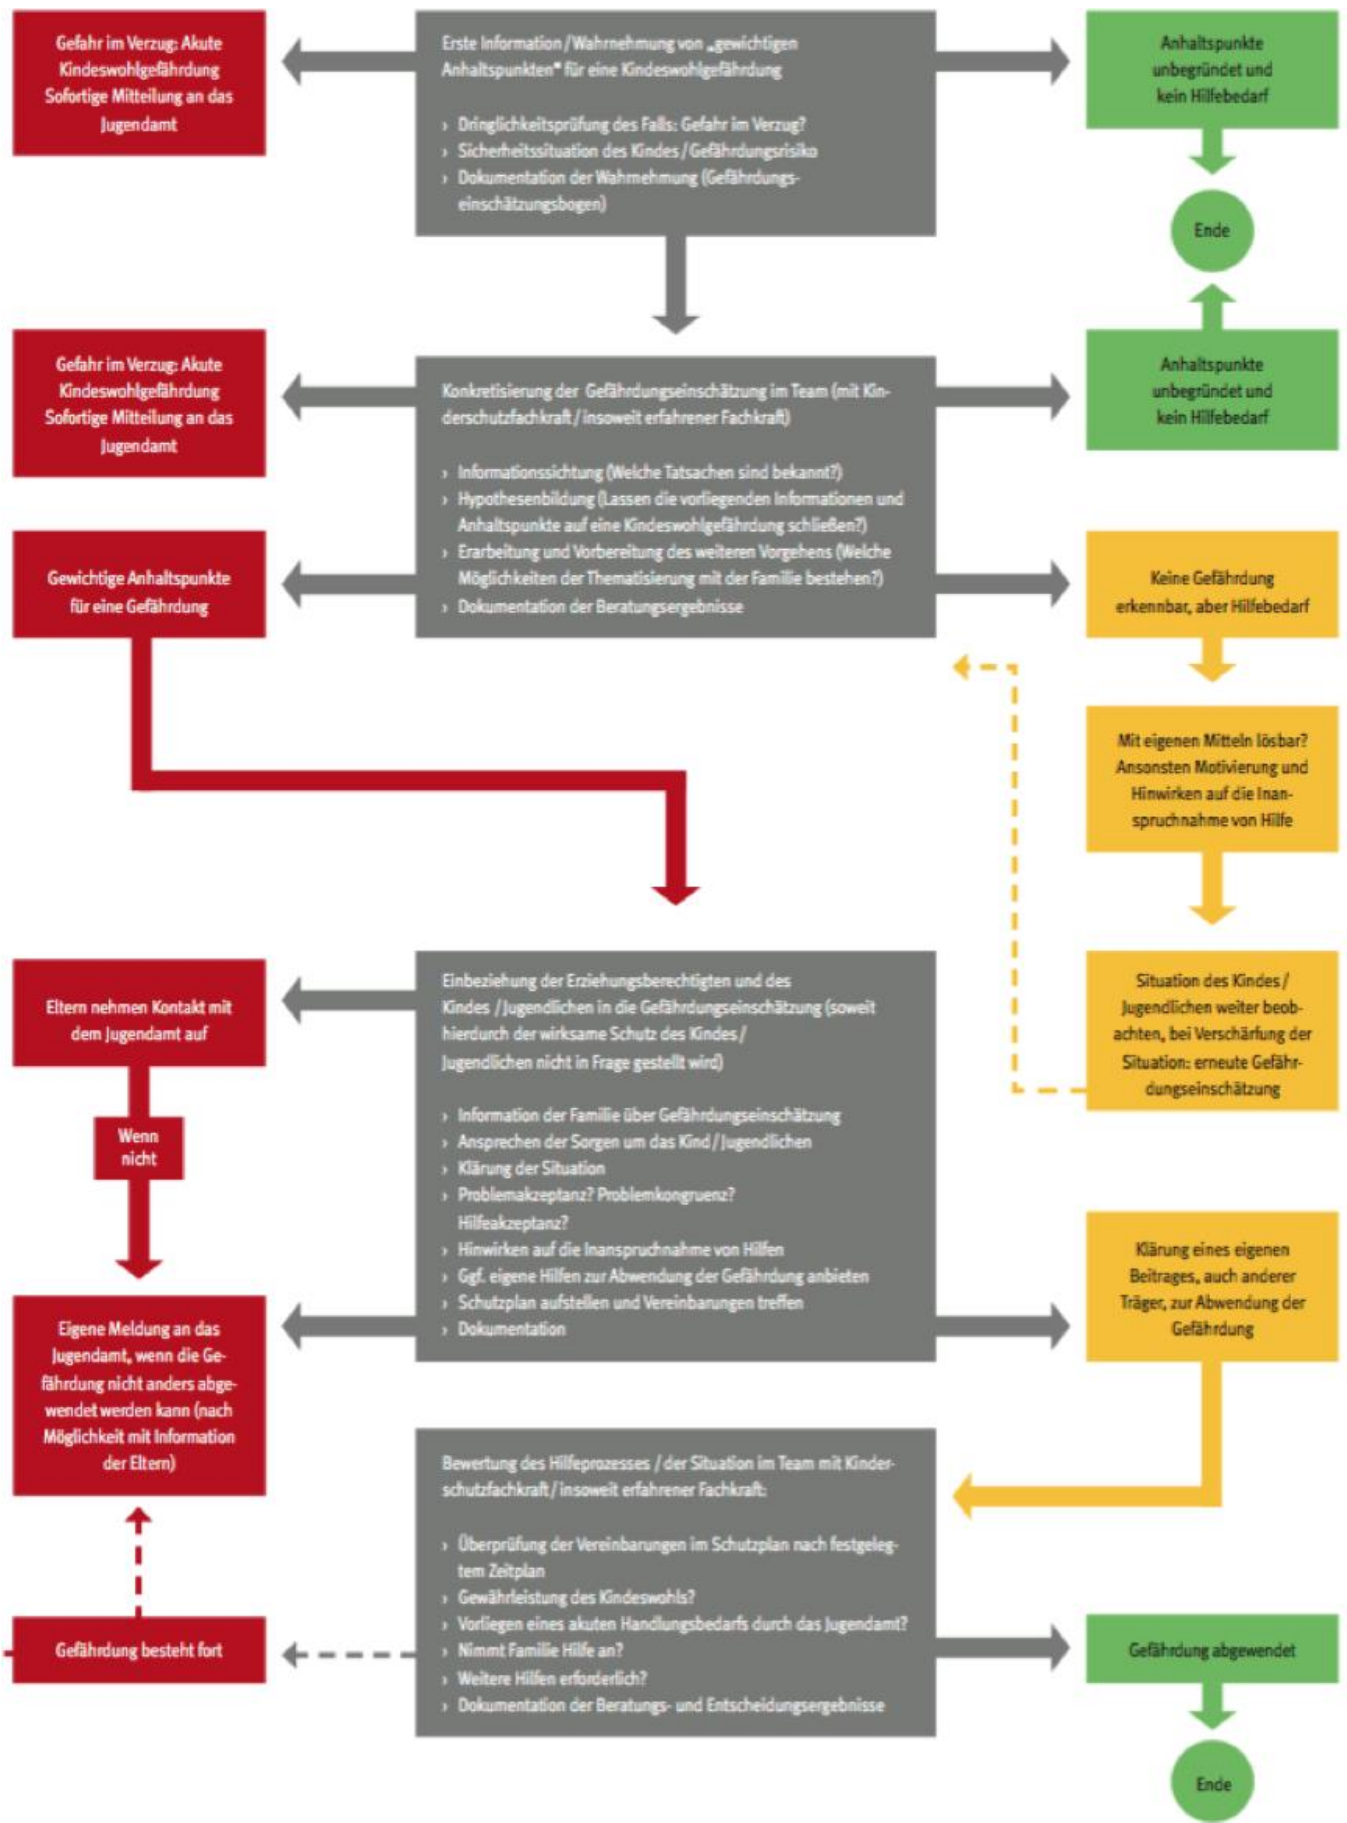 Gefahr im Verzug: Akute
Kindeswohlgefährdung
Sofortige Mitteilung an das
Jugendamt
Erste Information / Wahrnehmung von „gewichtigen
Anhaltspunkten“ für eine Kindeswohlgefährdung
› Dringlichkeitsprüfung des Falls: Gefahr im Verzug?
› Sicherheitssituation des Kindes / Gefährdungsrisiko
› Dokumentation der Wahrnehmung (Gefährdungs-
einschätzungsbogen)
Anhaltspunkte
unbegründet und
kein Hilfebedarf
Ende
Gefahr im Verzug: Akute
Kindeswohlgefährdung
Sofortige Mitteilung an das
Jugendamt
Konkretisierung der Gefährdungseinschätzung im Team (mit Kin-
derschutzfachkraft / insoweit erfahrener Fachkraft)
› Informationssichtung (Welche Tatsachen sind bekannt?)
› Hypothesenbildung (Lassen die vorliegenden Informationen und
Anhaltspunkte auf eine Kindeswohlgefährdung schließen?)
› Erarbeitung und Vorbereitung des weiteren Vorgehens (Welche
Möglichkeiten der Thematisierung mit der Familie bestehen?)
› Dokumentation der Beratungsergebnisse
Anhaltspunkte
unbegründet und
kein Hilfebedarf
Gewichtige Anhaltspunkte
für eine Gefährdung
Keine Gefährdung
erkennbar, aber Hilfebedarf
Mit eigenen Mitteln lösbar?
Ansonsten Motivierung und
Hinwirken auf die Inan-
spruchnahme von Hilfe
Situation des Kindes /
Jugendlichen weiter beob-
achten, bei Verschärfung der
Situation: erneute Gefähr-
dungseinschätzung
Eltern nehmen Kontakt mit
dem Jugendamt auf
Wenn
nicht
Einbeziehung der Erziehungsberechtigten und des
Kindes / Jugendlichen in die Gefährdungseinschätzung (soweit
hierdurch der wirksame Schutz des Kindes /
Jugendlichen nicht in Frage gestellt wird)
› Information der Familie über Gefährdungseinschätzung
› Ansprechen der Sorgen um das Kind / Jugendlichen
› Klärung der Situation
› Problemakzeptanz? Problemkongruenz?
Hilfeakzeptanz?
› Hinwirken auf die Inanspruchnahme von Hilfen
› Ggf. eigene Hilfen zur Abwendung der Gefährdung anbieten
› Schutzplan aufstellen und Vereinbarungen treffen
› Dokumentation
Klärung eines eigenen
Beitrages, auch anderer
Träger, zur Abwendung der
Gefährdung
Eigene Meldung an das
Jugendamt, wenn die Ge-
fährdung nicht anders abge-
wendet werden kann (nach
Möglichkeit mit Information
der Eltern)
Bewertung des Hilfeprozesses / der Situation im Team mit Kinder-
schutzfachkraft / insoweit erfahrener Fachkraft:
› Überprüfung der Vereinbarungen im Schutzplan nach festgeleg-
tem Zeitplan
› Gewährleistung des Kindeswohls?
› Vorliegen eines akuten Handlungsbedarfs durch das Jugendamt?
› Nimmt Familie Hilfe an?
› Weitere Hilfen erforderlich?
› Dokumentation der Beratungs- und Entscheidungsergebnisse
Gefährdung besteht fort
Gefährdung abgewendet
Ende